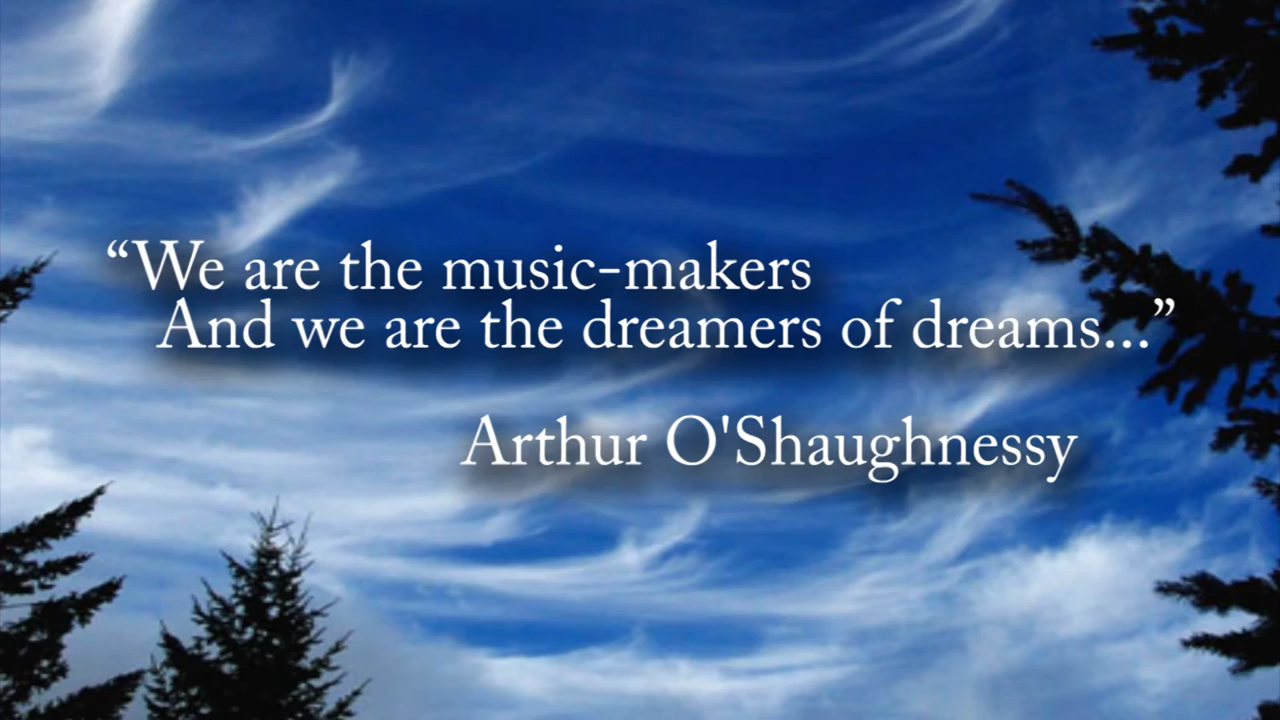 “We are the music-makers
And we are the dreamers of dreams...”
Arthur O'Shaughnessy